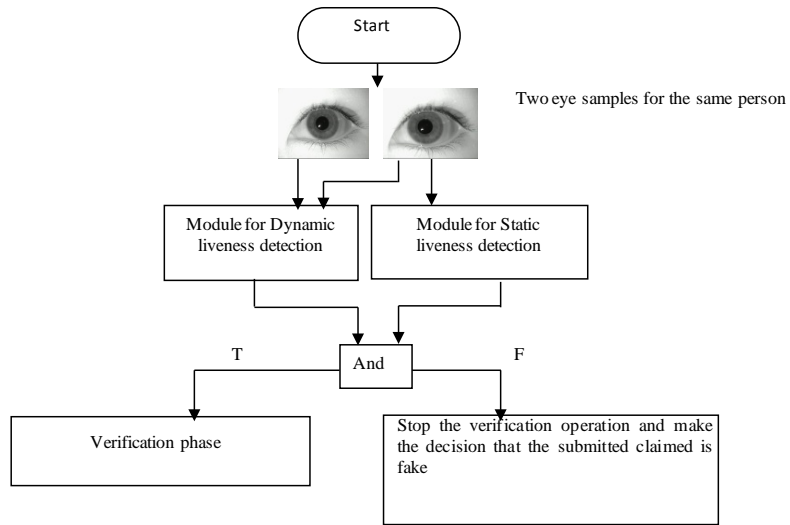 Start
Two eye samples for the same person
Module for Dynamic
liveness detection
Module for Static
liveness detection
And
T
F
Verification phase
Stop the verification operation and make
the decision that the submitted claimed is
fake